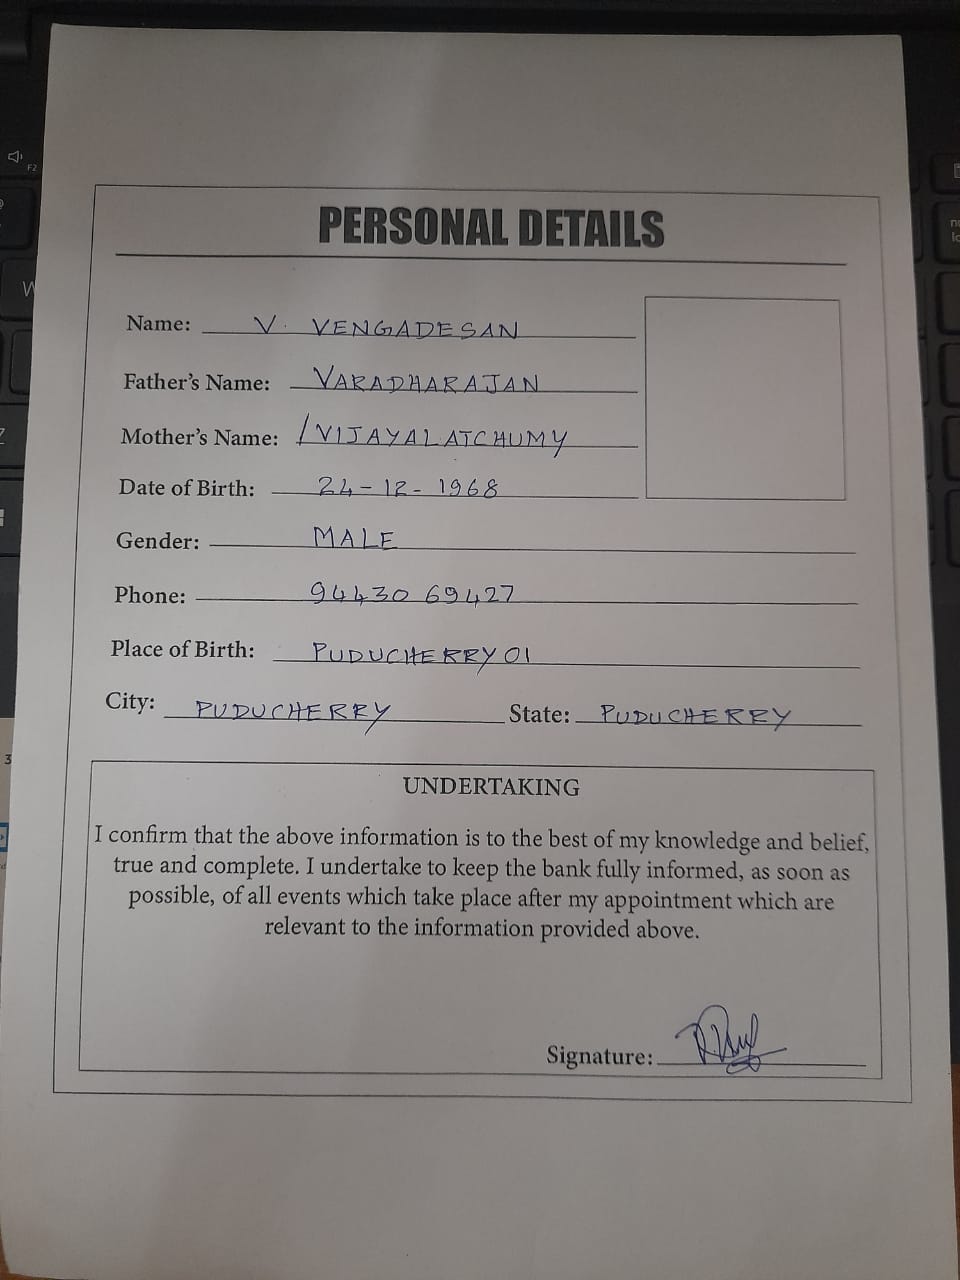 PERSONAL DETAILS
Name: V. VENGADESAN
Father's Name: VARADHARAJAN
Mother's Name: /VIJAYALATCHUMY
Date of Birth: 24-12-1968
Gender: MALE
Phone: 94430 69427
Place of Birth: PUDUCHERRY 01
City: PUDUCHERRY State: PUDUCHERRY
UNDERTAKING
I confirm that the above information is to the best of my knowledge and belief,
true and complete. I undertake to keep the bank fully informed, as soon as
possible, of all events which take place after my appointment which are
relevant to the information provided above.
Signature:
F2
W
Z
3